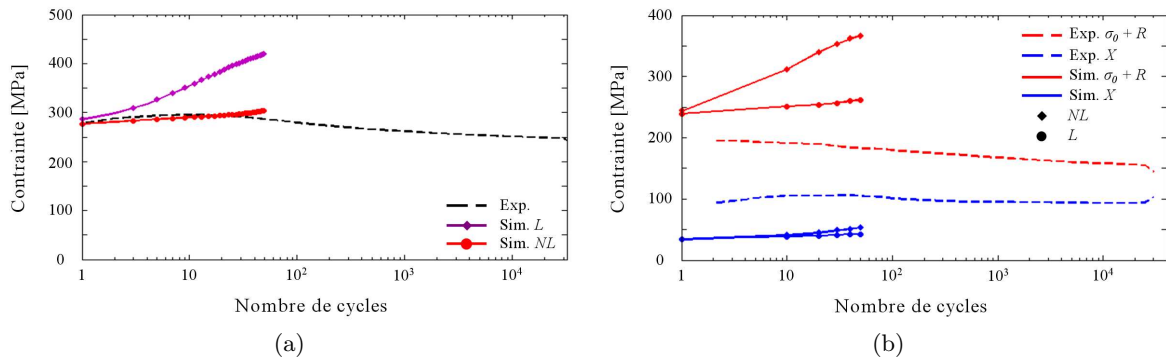 500
400
300
200
100
0
Contrainte [MPa]
Exp.
Sim. L
Sim. NL
1
10
10²
10³
10⁴
Nombre de cycles
(a)
400
300
200
100
0
Contrainte [MPa]
Exp. σ₀ + R
Exp. X
Sim. σ₀ + R
Sim. X
NL
L
1
10
10²
10³
10⁴
Nombre de cycles
(b)